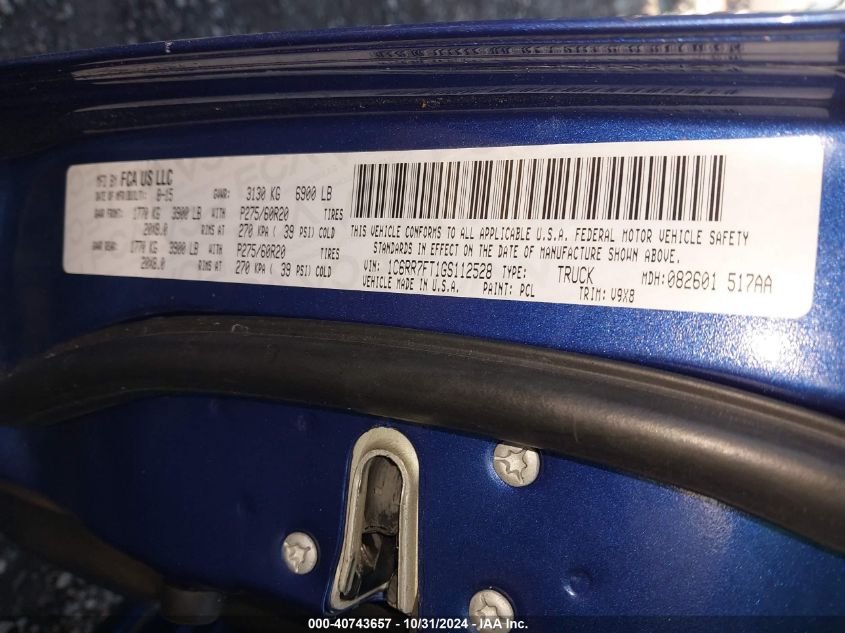 MFD BY FCA US LLC
DATE OF MFR/BUILT: 8-15 GVWR: 3130 KG 6900 LB
GAWR FRONT: 1770 KG 3900 LB WITH P275/60R20 TIRES
20X8.0 RIMS AT 270 KPA ( 39 PSI) COLD
GAWR REAR: 1770 KG 3900 LB WITH P275/60R20 TIRES
20X8.0 RIMS AT 270 KPA ( 39 PSI) COLD
THIS VEHICLE CONFORMS TO ALL APPLICABLE U.S.A. FEDERAL MOTOR VEHICLE SAFETY
STANDARDS IN EFFECT ON THE DATE OF MANUFACTURE SHOWN ABOVE.
VIN: 1C6RR7FT1GS112528 TYPE: TRUCK MDH:082601 517AA
VEHICLE MADE IN U.S.A. PAINT: PCL TRIM: V9X8
000-40743657 - 10/31/2024 - IAA Inc.